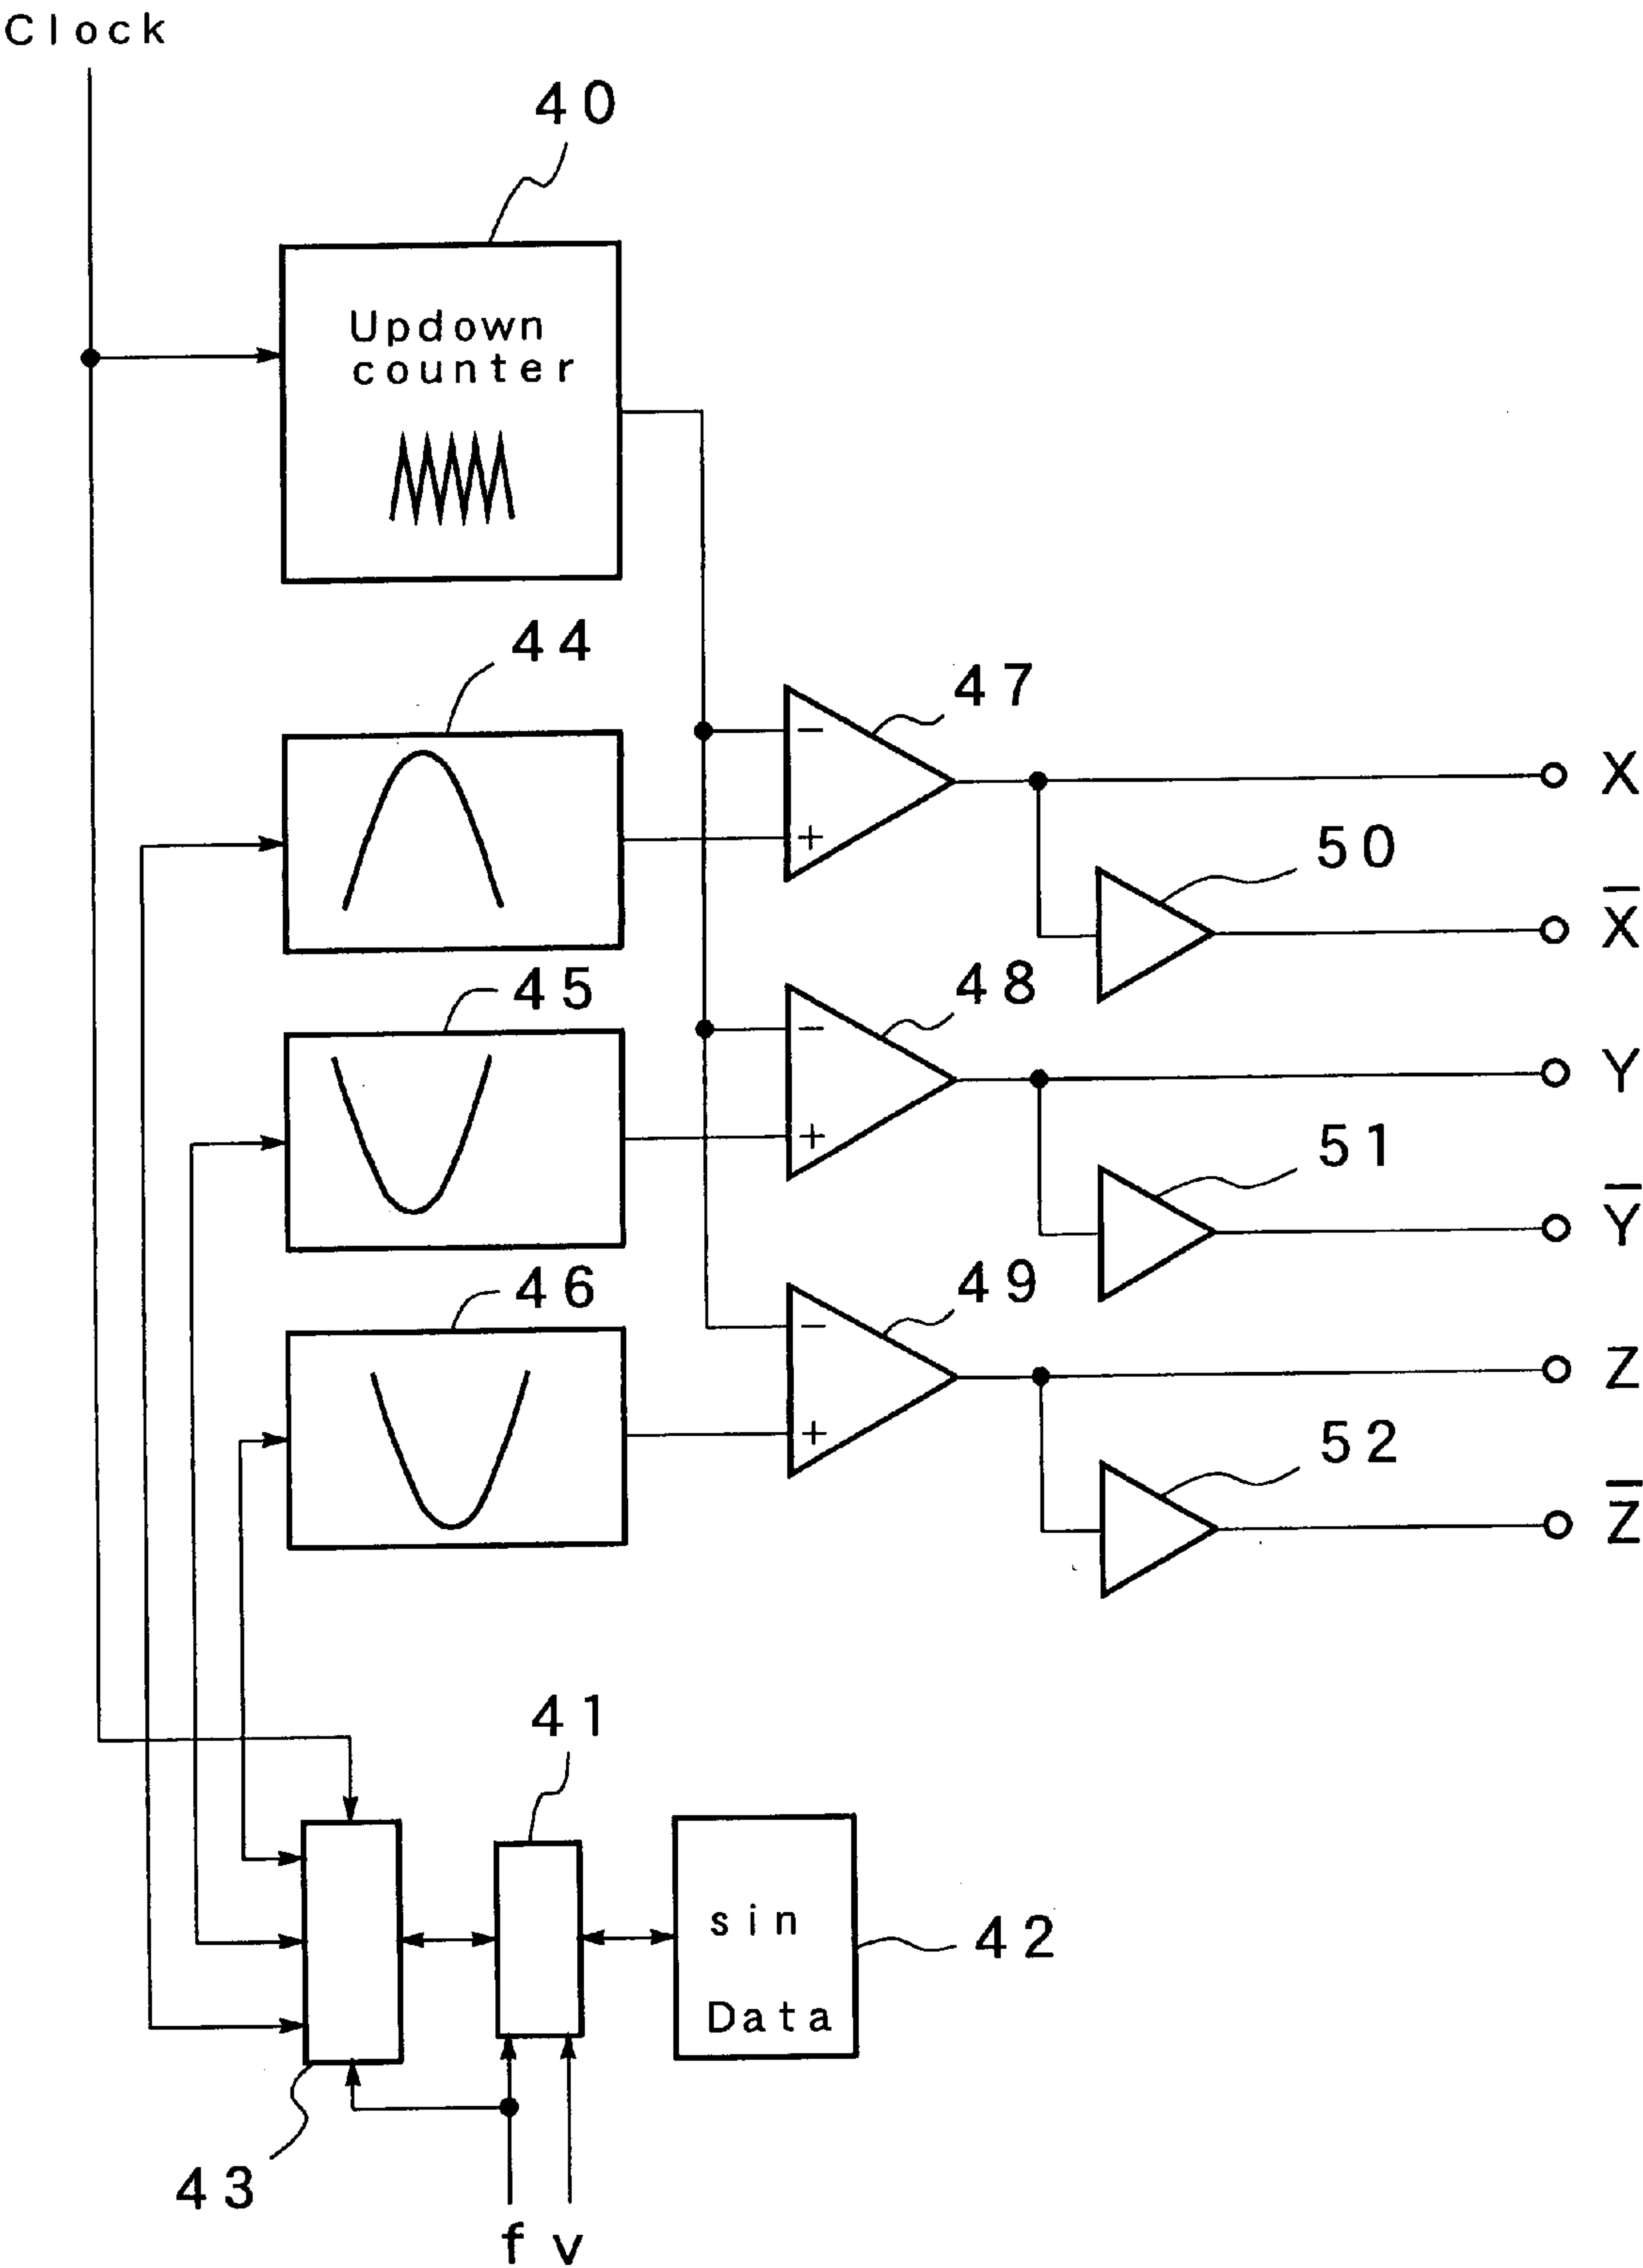 Clock
40
Updown
counter
44
47
−
+
X
50
X̅
45
48
−
+
Y
51
Y̅
46
49
−
+
Z
52
Z̅
41
sin
Data
42
43
f v